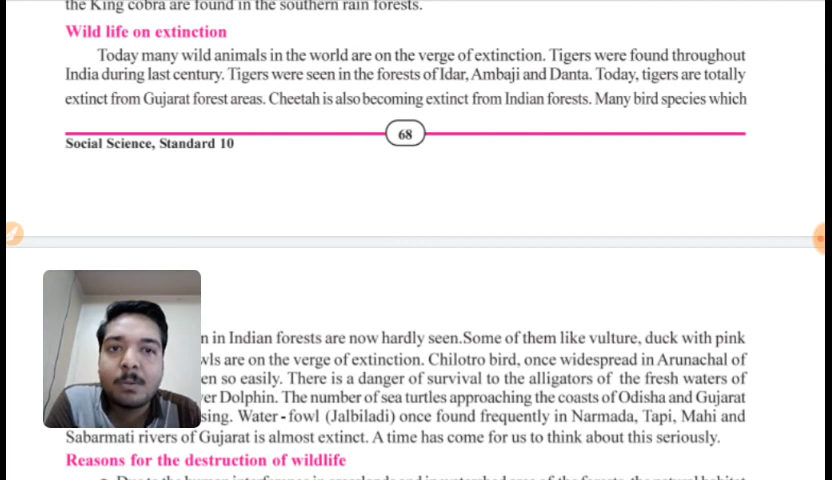 the King cobra are found in the southern rain forests.
Wild life on extinction
Today many wild animals in the world are on the verge of extinction. Tigers were found throughout
India during last century. Tigers were seen in the forests of Idar, Ambaji and Danta. Today, tigers are totally
extinct from Gujarat forest areas. Cheetah is also becoming extinct from Indian forests. Many bird species which
68
Social Science, Standard 10
in Indian forests are now hardly seen.Some of them like vulture, duck with pink
are on the verge of extinction. Chilotro bird, once widespread in Arunachal of
so easily. There is a danger of survival to the alligators of the fresh waters of
Dolphin. The number of sea turtles approaching the coasts of Odisha and Gujarat
Water-fowl (Jalbiladi) once found frequently in Narmada, Tapi, Mahi and
Sabarmati rivers of Gujarat is almost extinct. A time has come for us to think about this seriously.
Reasons for the destruction of wildlife